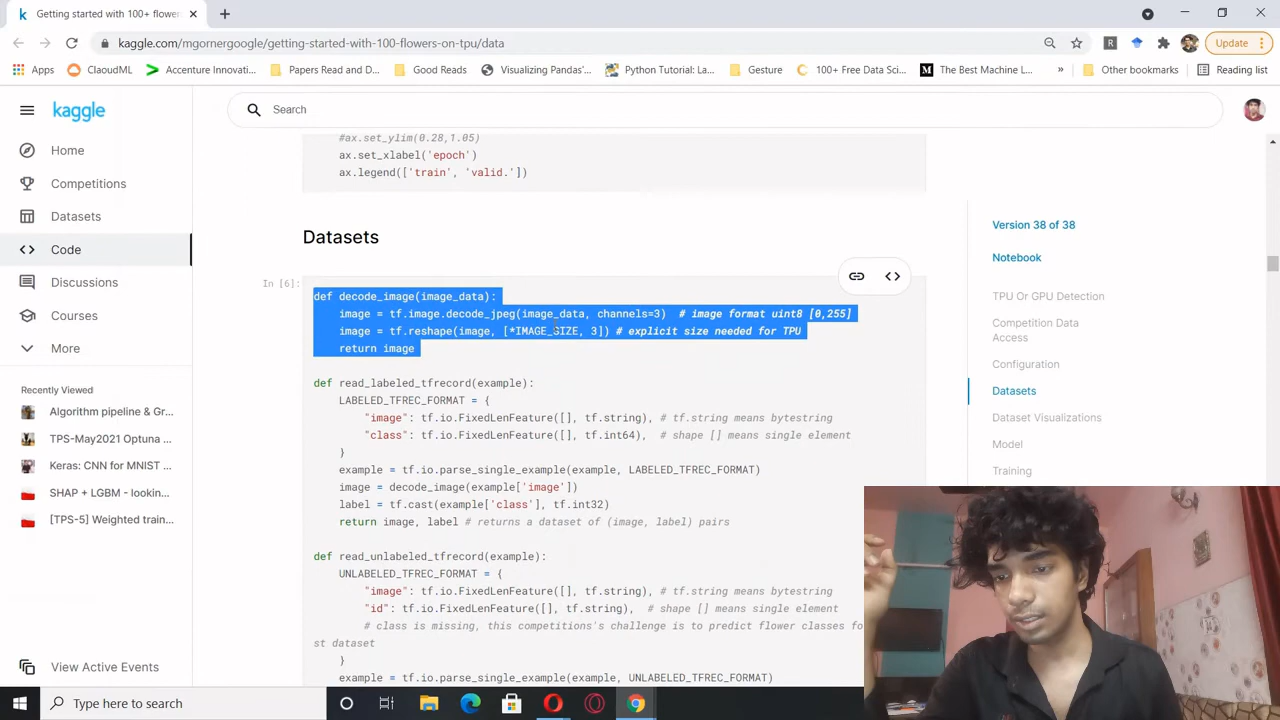 Getting started with 100+ flowers
Update
kaggle.com/mgornergoogle/getting-started-with-100-flowers-on-tpu/data
Apps
ClaoudML
Accenture Innovati...
Papers Read and D...
Good Reads
Visualizing Pandas'...
Python Tutorial: La...
Gesture
100+ Free Data Sci...
The Best Machine L...
»
Other bookmarks
Reading list
kaggle
Search
Home
Competitions
Datasets
Code
Discussions
Courses
More
Recently Viewed
Algorithm pipeline & Gr...
TPS-May2021 Optuna ...
Keras: CNN for MNIST ...
SHAP + LGBM - lookin...
[TPS-5] Weighted train...
View Active Events
#ax.set_ylim(0.28,1.05)
ax.set_xlabel('epoch')
ax.legend(['train', 'valid.'])
Datasets
In [6]:
def decode_image(image_data):
image = tf.image.decode_jpeg(image_data, channels=3) # image format uint8 [0,255]
image = tf.reshape(image, [*IMAGE_SIZE, 3]) # explicit size needed for TPU
return image
def read_labeled_tfrecord(example):
LABELED_TFREC_FORMAT = {
"image": tf.io.FixedLenFeature([], tf.string), # tf.string means bytestring
"class": tf.io.FixedLenFeature([], tf.int64), # shape [] means single element
}
example = tf.io.parse_single_example(example, LABELED_TFREC_FORMAT)
image = decode_image(example['image'])
label = tf.cast(example['class'], tf.int32)
return image, label # returns a dataset of (image, label) pairs
def read_unlabeled_tfrecord(example):
UNLABELED_TFREC_FORMAT = {
"image": tf.io.FixedLenFeature([], tf.string), # tf.string means bytestring
"id": tf.io.FixedLenFeature([], tf.string), # shape [] means single element
# class is missing, this competitions's challenge is to predict flower classes fo
st dataset
}
example = tf.io.parse_single_example(example, UNLABELED_TFREC_FORMAT)
Version 38 of 38
Notebook
TPU Or GPU Detection
Competition Data
Access
Configuration
Datasets
Dataset Visualizations
Model
Training
Type here to search